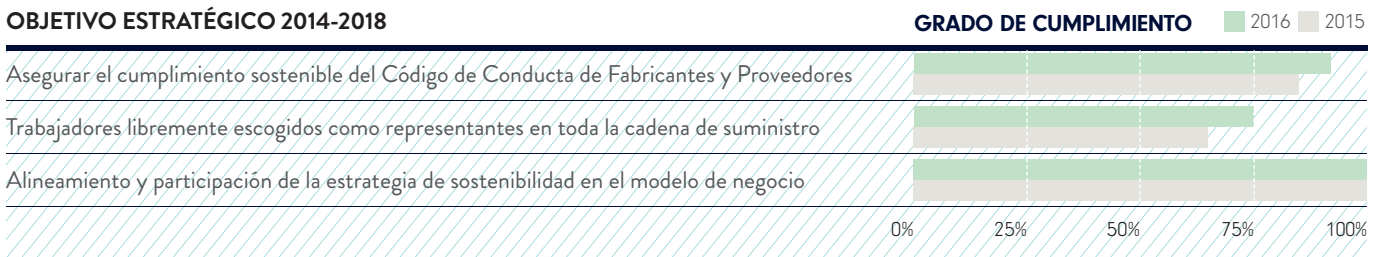 OBJETIVO ESTRATÉGICO 2014-2018 GRADO DE CUMPLIMIENTO 2016 2015
Asegurar el cumplimiento sostenible del Código de Conducta de Fabricantes y Proveedores
Trabajadores libremente escogidos como representantes en toda la cadena de suministro
Alineamiento y participación de la estrategia de sostenibilidad en el modelo de negocio
0% 25% 50% 75% 100%